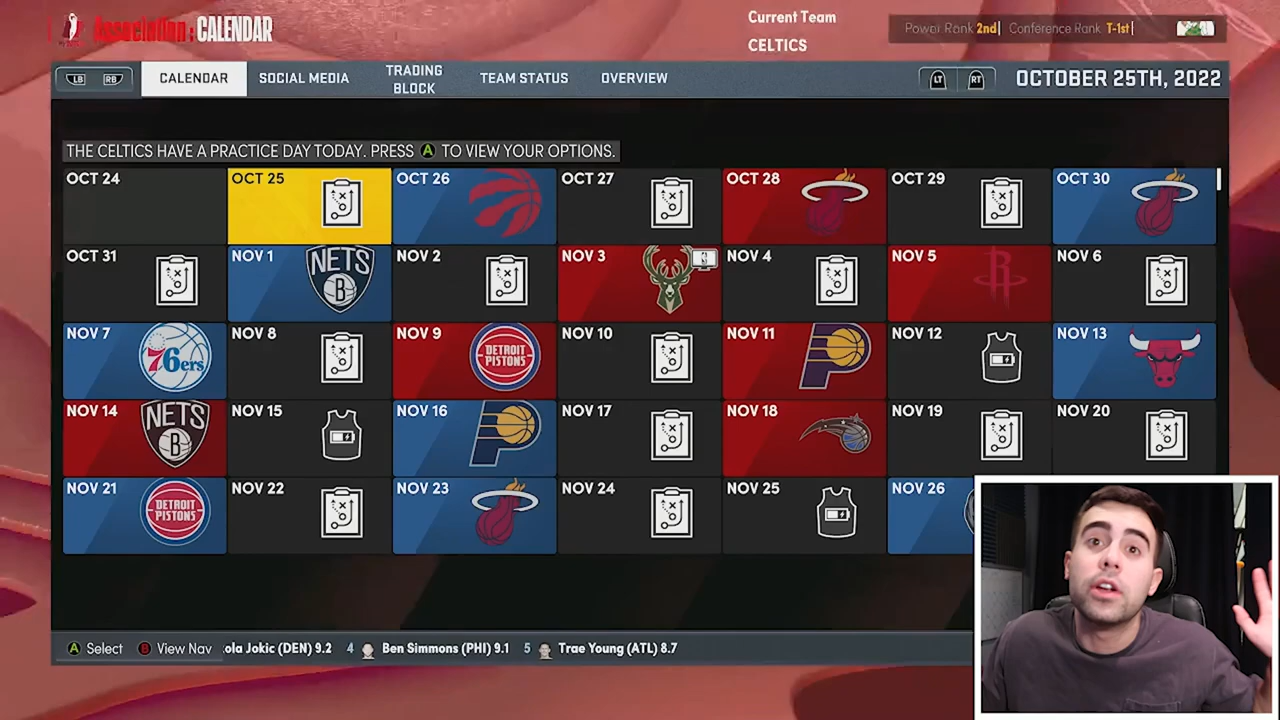 Association: CALENDAR
Current Team
CELTICS
Power Rank 2nd| Conference Rank T-1st|
LB RB
CALENDAR
SOCIAL MEDIA
TRADING
BLOCK
TEAM STATUS
OVERVIEW
LT RT
OCTOBER 25TH, 2022
THE CELTICS HAVE A PRACTICE DAY TODAY. PRESS A TO VIEW YOUR OPTIONS.
OCT 24
OCT 25
OCT 26
OCT 27
OCT 28
OCT 29
OCT 30
OCT 31
NOV 1
NETS
B
NOV 2
NOV 3
NOV 4
NOV 5
R
NOV 6
NOV 7
76ers
NOV 8
NOV 9
DETROIT
PISTONS
NOV 10
NOV 11
NOV 12
NOV 13
NOV 14
NETS
B
NOV 15
NOV 16
NOV 17
NOV 18
NOV 19
NOV 20
NOV 21
DETROIT
PISTONS
NOV 22
NOV 23
NOV 24
NOV 25
NOV 26
A Select B View Nav ola Jokic (DEN) 9.2 4 Ben Simmons (PHI) 9.1 5 Trae Young (ATL) 8.7